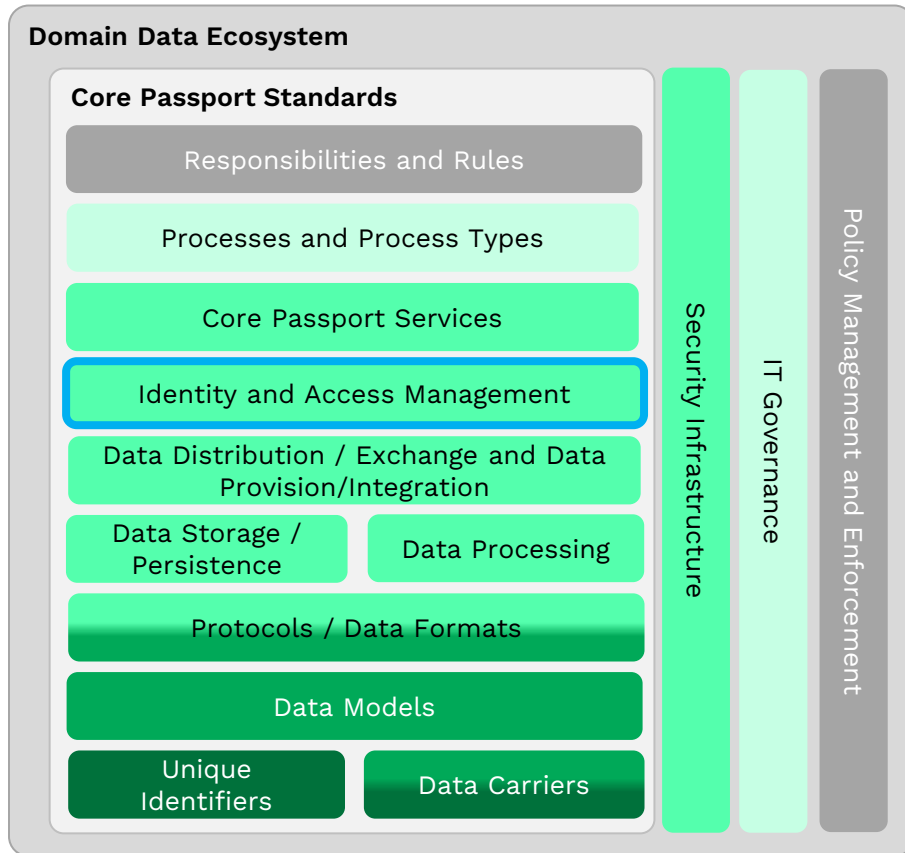 Domain Data Ecosystem
Core Passport Standards
Responsibilities and Rules
Processes and Process Types
Core Passport Services
Identity and Access Management
Data Distribution / Exchange and Data
Provision/Integration
Data Storage /
Persistence
Data Processing
Protocols / Data Formats
Data Models
Unique
Identifiers
Data Carriers
Security Infrastructure
IT Governance
Policy Management and Enforcement